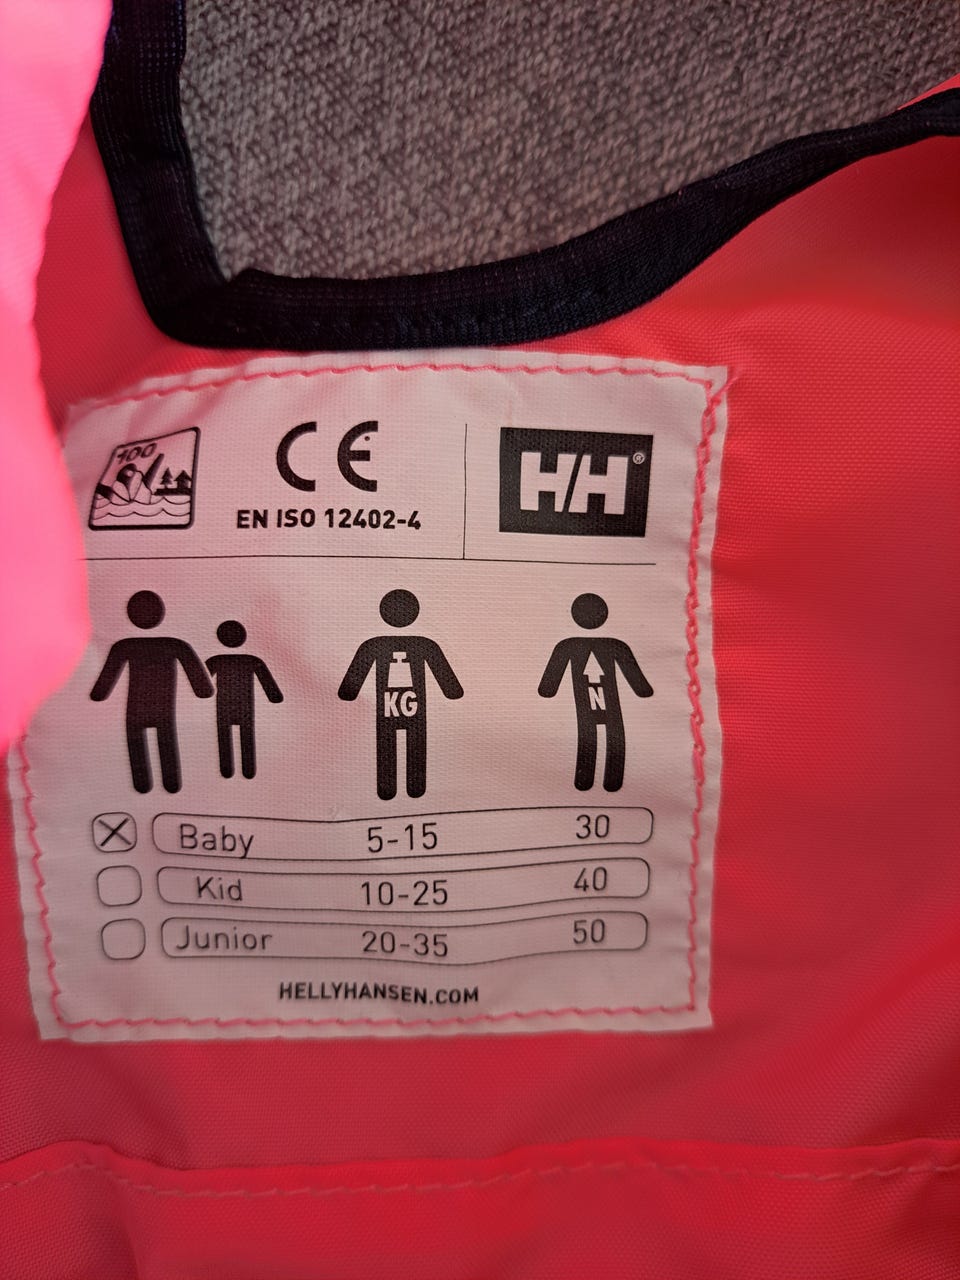 100
CE
EN ISO 12402-4
H/H®
KG
N
Baby 5-15 30
Kid 10-25 40
Junior 20-35 50
HELLYHANSEN.COM